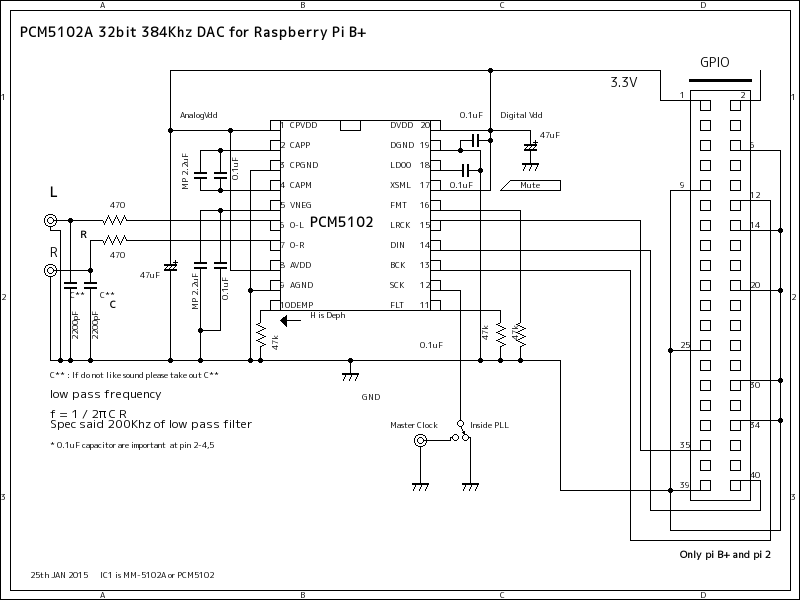 A B C D
PCM5102A 32bit 384Khz DAC for Raspberry Pi B+
GPIO
3.3V
1 2
1 1
AnalogVdd
0.1uF Digital Vdd
1 CPVDD DVDD 20
47uF
2 CAPP DGND 19
6
MP 2.2uF
0.1uF
3 CPGND LDOO 18
4 CAPM XSML 17
0.1uF
Mute
9
L
12
470
5 VNEG FMT 16
PCM5102
6 O-L LRCK 15
14
R
7 O-R DIN 14
R
470
8 AVDD BCK 13
47uF
MP 2.2uF
0.1uF
9 AGND SCK 12
20
C** C**
2 2
C
10DEMP FLT 11
2200pF
2200pF
H is Deph
47k
47k
47k
0.1uF
25
C** : If do not like sound please take out C**
30
low pass frequency
GND
f = 1 / 2πC R
Spec said 200Khz of low pass filter
Master Clock Inside PLL
34
* 0.1uF capacitor are important at pin 2-4,5
35
40
39
3 3
Only pi B+ and pi 2
25th JAN 2015 IC1 is MM-5102A or PCM5102
A B C D